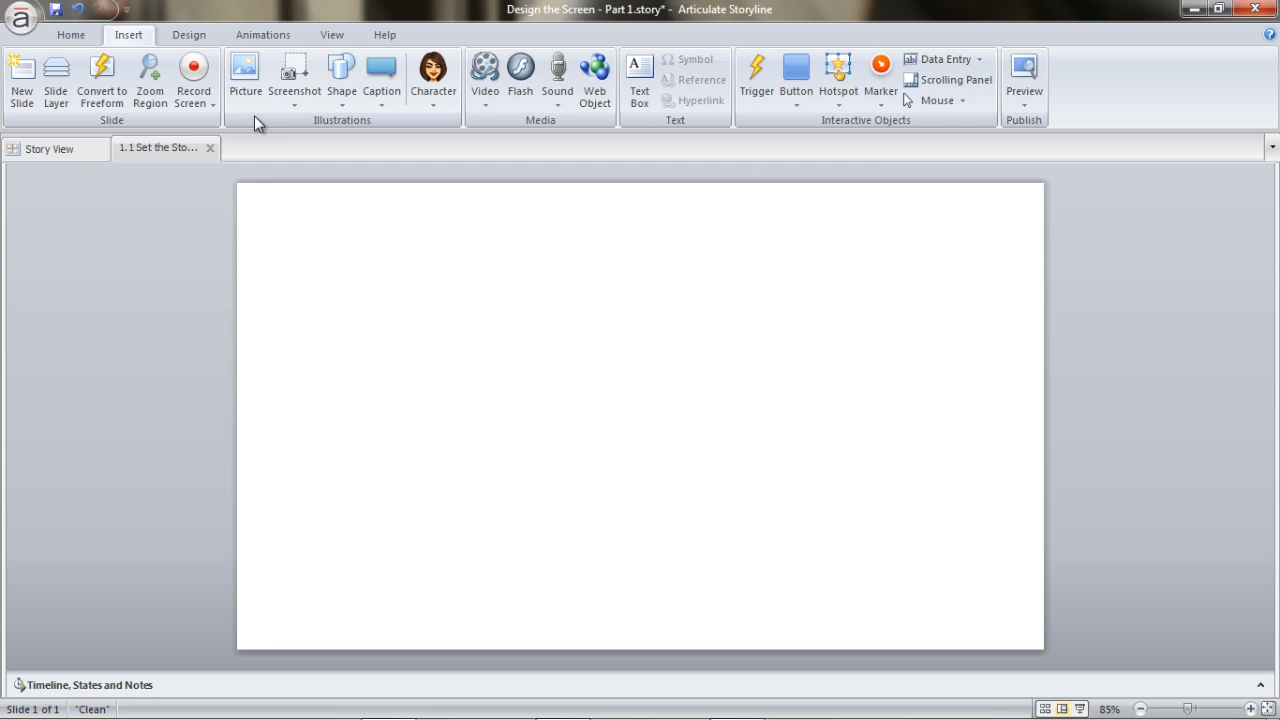 Design the Screen - Part 1.story* - Articulate Storyline
Home Insert Design Animations View Help
New Slide
Slide Layer
Convert to Freeform
Zoom Region
Record Screen
Slide
Picture
Screenshot
Shape
Caption
Character
Illustrations
Video
Flash
Sound
Web Object
Media
Text Box
Symbol
Reference
Hyperlink
Text
Trigger
Button
Hotspot
Marker
Data Entry
Scrolling Panel
Mouse
Interactive Objects
Preview
Publish
Story View
1.1 Set the Sto...
Timeline, States and Notes
Slide 1 of 1 "Clean" 85%